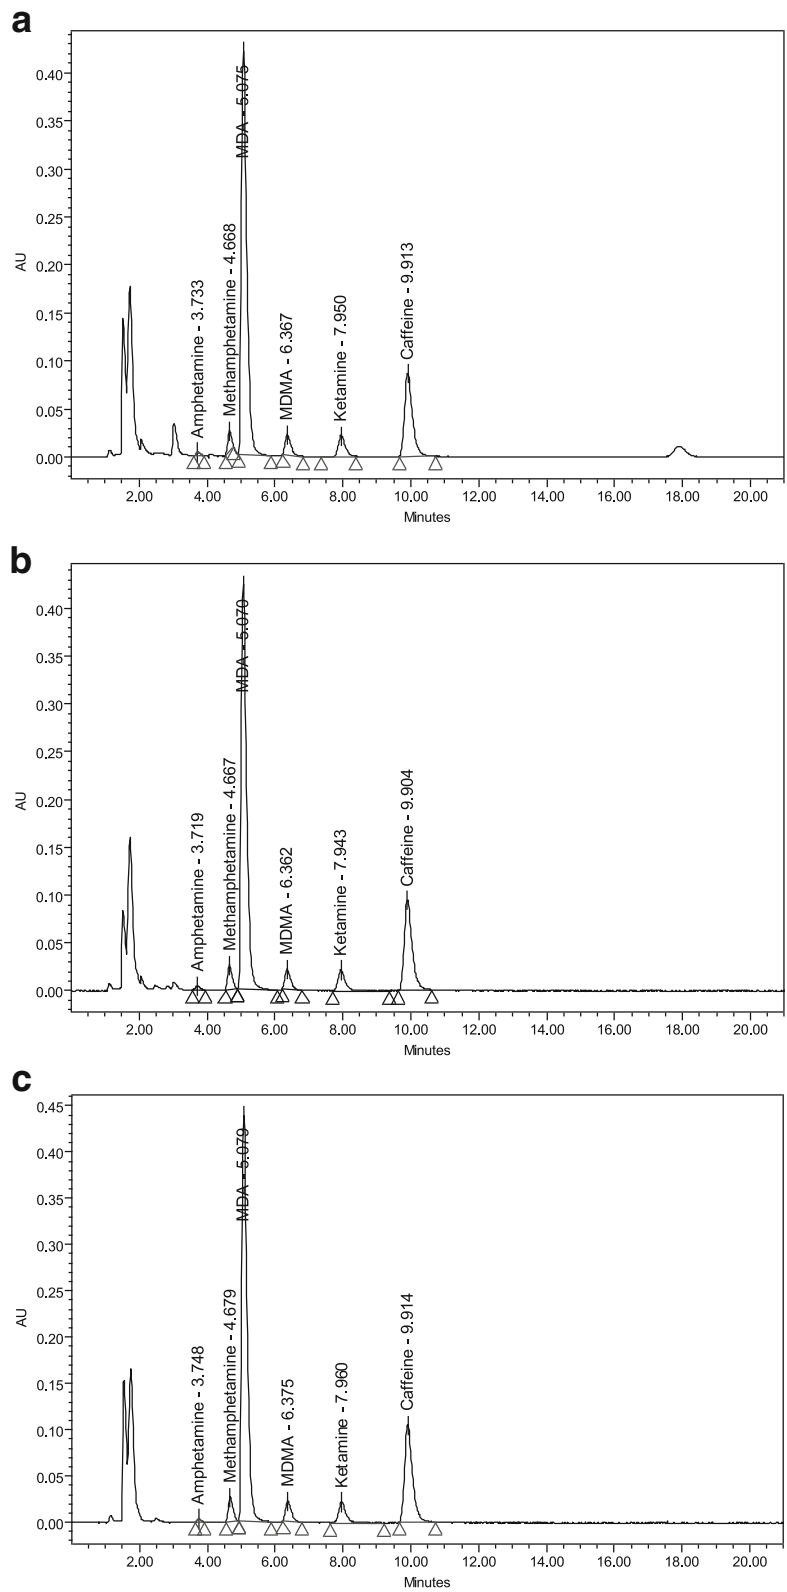 a
0.40
0.35
0.30
0.25
0.20
0.15
0.10
0.05
0.00
AU
Amphetamine - 3.733
Methamphetamine - 4.668
MDA - 5.075
MDMA - 6.367
Ketamine - 7.950
Caffeine - 9.913
2.00 4.00 6.00 8.00 10.00 12.00 14.00 16.00 18.00 20.00
Minutes
b
0.40
0.35
0.30
0.25
0.20
0.15
0.10
0.05
0.00
AU
Amphetamine - 3.719
Methamphetamine - 4.667
MDA - 5.070
MDMA - 6.362
Ketamine - 7.943
Caffeine - 9.904
2.00 4.00 6.00 8.00 10.00 12.00 14.00 16.00 18.00 20.00
Minutes
c
0.45
0.40
0.35
0.30
0.25
0.20
0.15
0.10
0.05
0.00
AU
Amphetamine - 3.748
Methamphetamine - 4.679
MDA - 5.079
MDMA - 6.375
Ketamine - 7.960
Caffeine - 9.914
2.00 4.00 6.00 8.00 10.00 12.00 14.00 16.00 18.00 20.00
Minutes